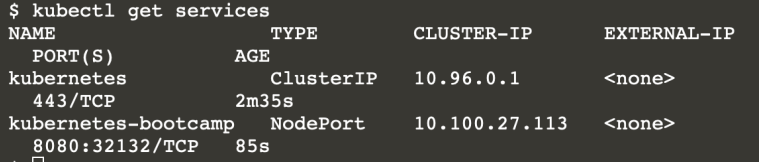 $ kubectl get services
NAME TYPE CLUSTER-IP EXTERNAL-IP
PORT(S) AGE
kubernetes ClusterIP 10.96.0.1 <none>
443/TCP 2m35s
kubernetes-bootcamp NodePort 10.100.27.113 <none>
8080:32132/TCP 85s